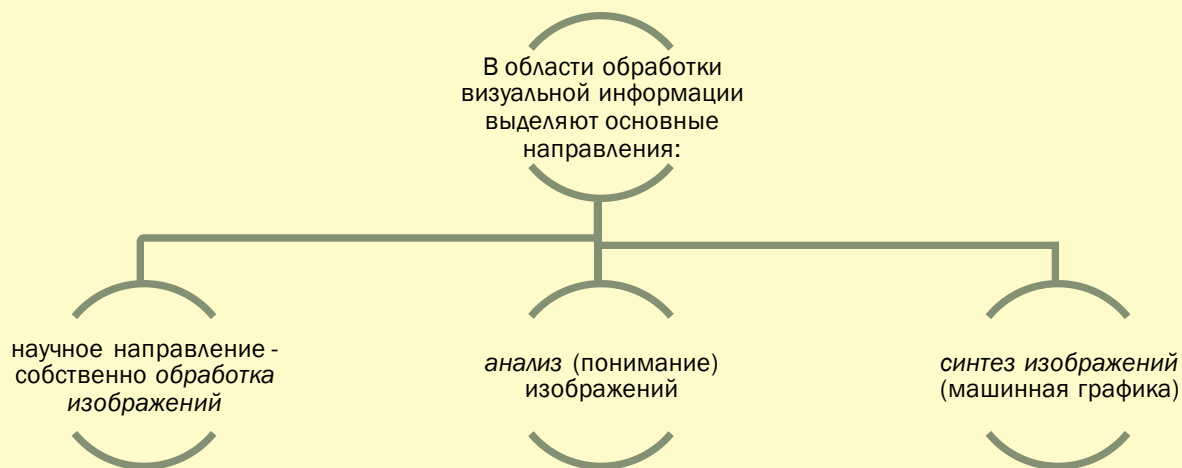 В области обработки
визуальной информации
выделяют основные
направления:
научное направление -
собственно обработка
изображений
анализ (понимание)
изображений
синтез изображений
(машинная графика)